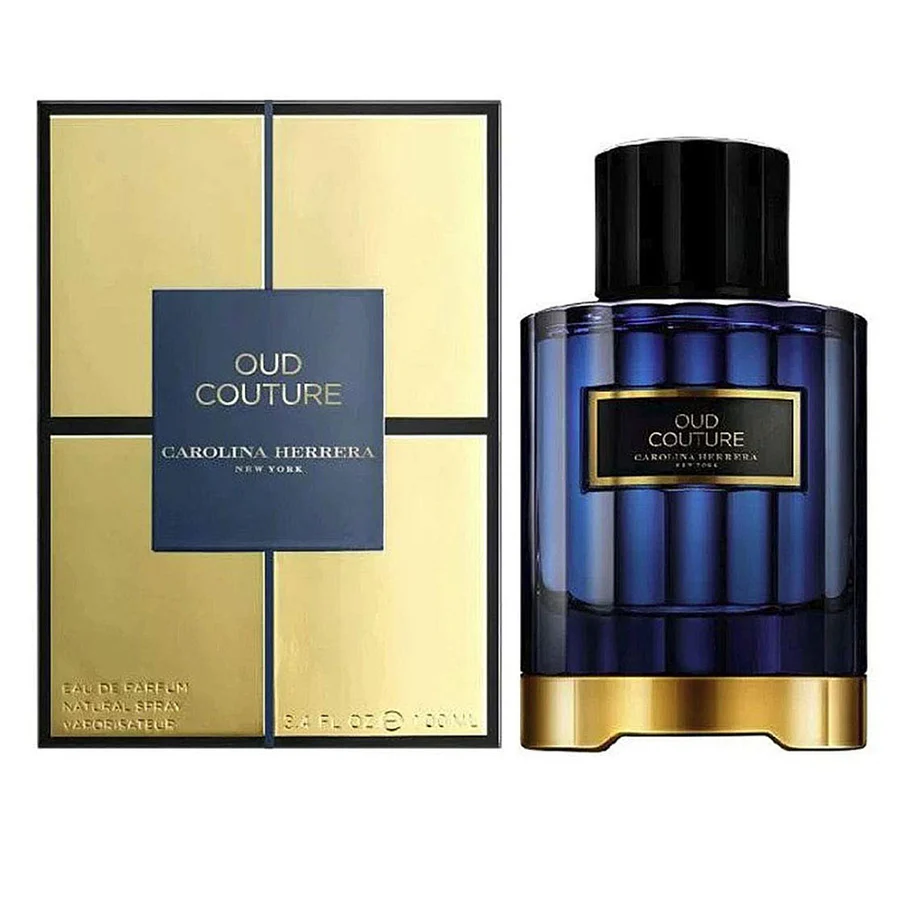 OUD
COUTURE
CAROLINA HERRERA
NEW YORK
EAU DE PARFUM
NATURAL SPRAY
VAPORISATEUR
3.4 FL OZ ℮ 100 ML
OUD
COUTURE
CAROLINA HERRERA
NEW YORK